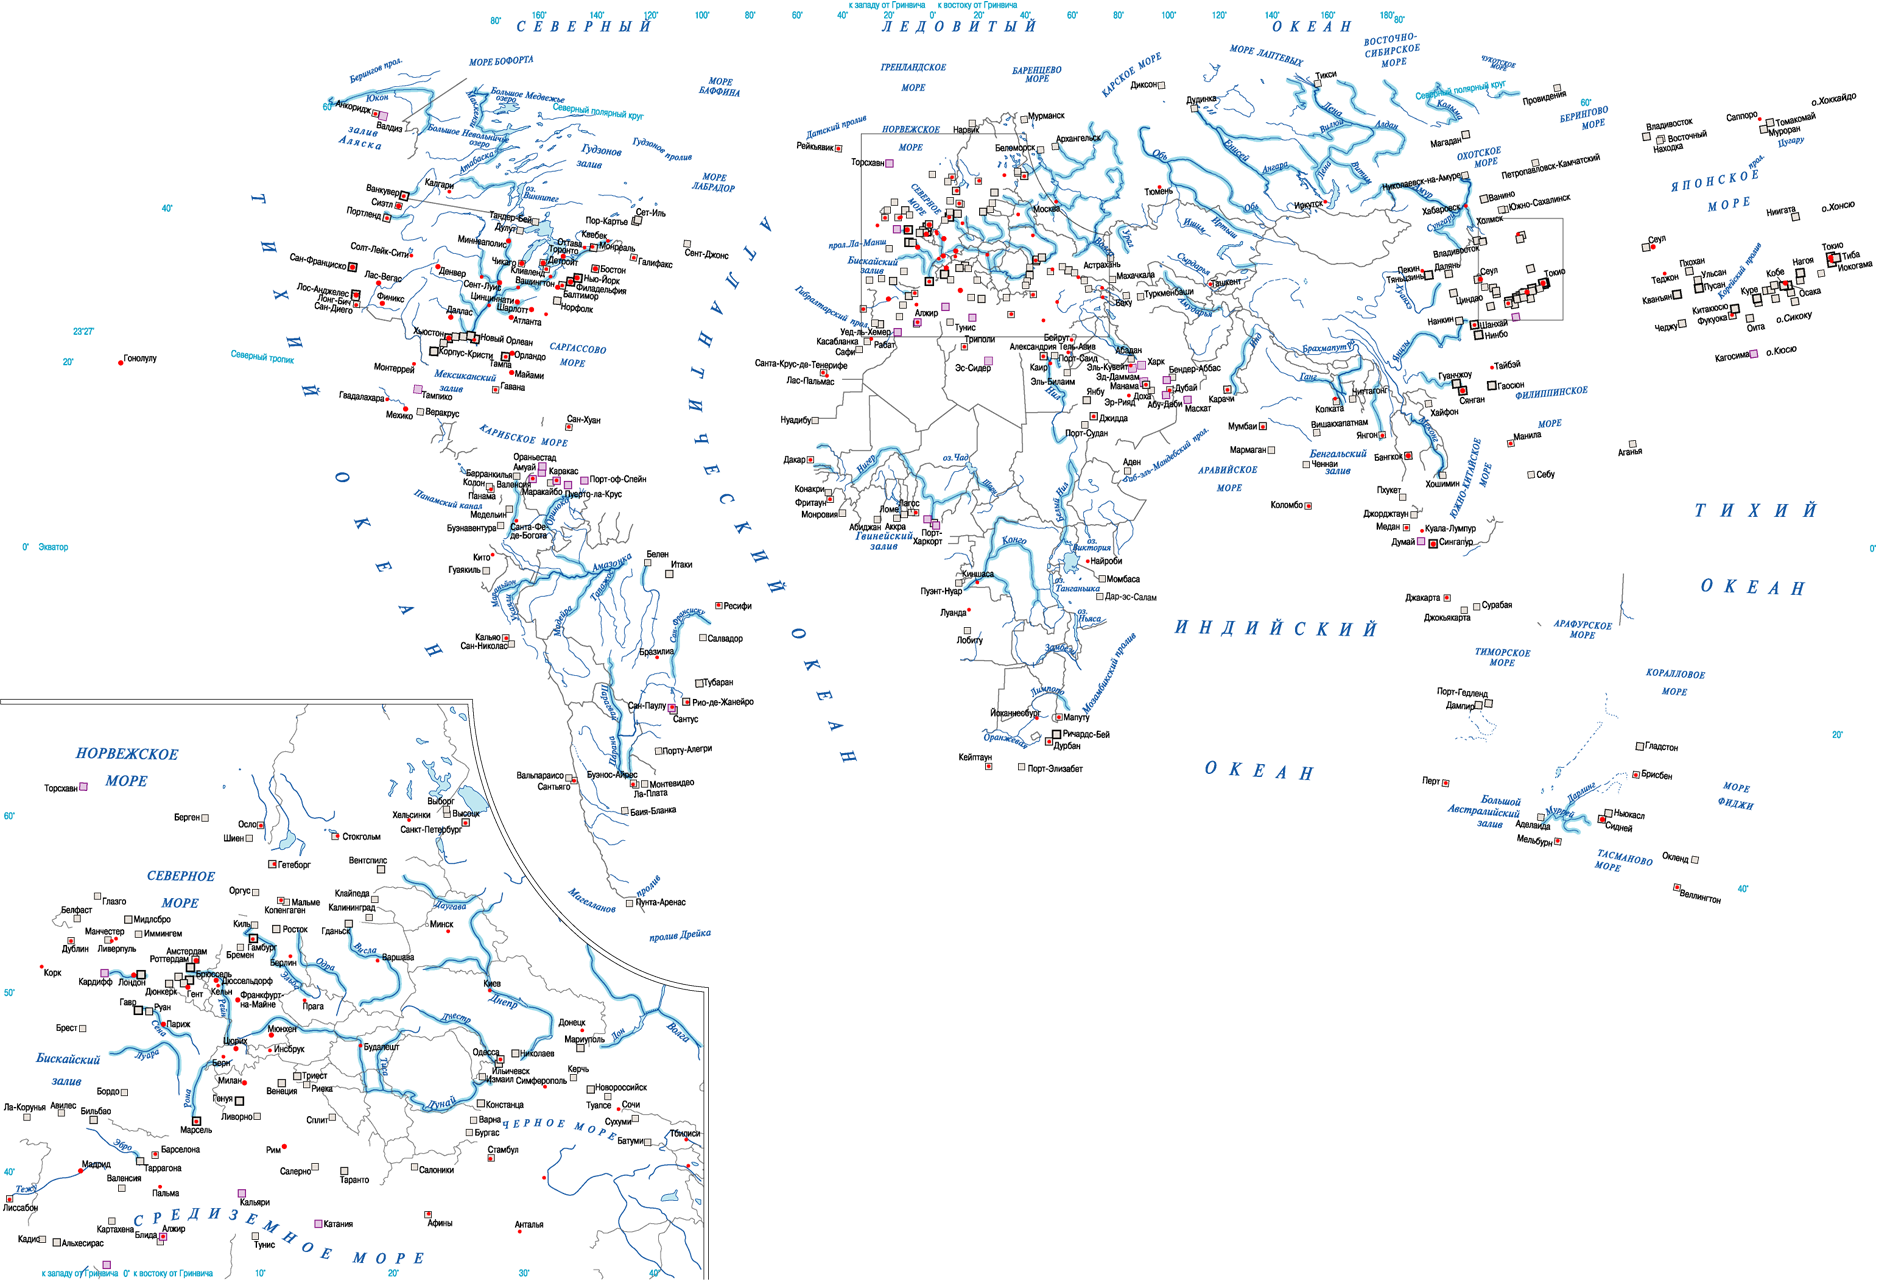 к западу от Гринвича
к востоку от Гринвича
80°
160°
140°
120°
100°
80°
60°
40°
20°
0°
20°
40°
60°
80°
100°
120°
140°
160°
180°
80°
СЕВЕРНЫЙ
ЛЕДОВИТЫЙ
ОКЕАН
Берингов прол.
МОРЕ БОФОРТА
МОРЕ
БАФФИНА
ГРЕНЛАНДСКОЕ
МОРЕ
БАРЕНЦЕВО
МОРЕ
КАРСКОЕ МОРЕ
МОРЕ ЛАПТЕВЫХ
ВОСТОЧНО-
СИБИРСКОЕ
МОРЕ
ЧУКОТСКОЕ
МОРЕ
60°
Юкон
Анкоридж
Валдиз
залив
Аляска
Большое Медвежье
озеро
Северный полярный круг
Большое Невольничье
озеро
Атабаска
Гудзонов
залив
Гудзонов пролив
МОРЕ
ЛАБРАДОР
Датский пролив
Рейкьявик
Торсхавн
НОРВЕЖСКОЕ
МОРЕ
Нарвик
Мурманск
Беломорск
Архангельск
Диксон
Дудинка
Тикси
Северный полярный круг
Провидения
60°
БЕРИНГОВО
МОРЕ
Колыма
Лена
Вилюй
Алдан
Магадан
ОХОТСКОЕ
МОРЕ
Петропавловск-Камчатский
Обь
Енисей
Ангара
Лена
Витим
Тюмень
Иркутск
Обь
Иртыш
Ишим
Николаевск-на-Амуре
Амур
Хабаровск
Сунгари
Ванино
Южно-Сахалинск
Холмск
Владивосток
Владивосток
Восточный
Находка
Саппоро
о.Хоккайдо
Томакомай
Муроран
прол.
Цугару
ЯПОНСКОЕ
МОРЕ
Ниигата
о.Хонсю
Сеул
Токио
Тиба
Иокогама
Нагоя
Тэджон
Пхохан
Ульсан
Пусан
Кваньян
Корейский пролив
Кобе
Куре
Осака
Китакюсю
Фукуока
Чеджу
Оита
о.Сикоку
Кагосима
о.Кюсю
40°
Ванкувер
Калгари
Сиэтл
Портленд
оз.
Виннипег
Тандер-Бей
Дулут
Пор-Картье
Сет-Иль
Квебек
Оттава
Монреаль
Сент-Джонс
Галифакс
Миннеаполис
Торонто
Чикаго
Детройт
Кливленд
Бостон
Солт-Лейк-Сити
Сан-Франциско
Денвер
Лас-Вегас
Сент-Луис
Вашингтон
Нью-Йорк
Филадельфия
Балтимор
Норфолк
Лос-Анджелес
Лонг-Бич
Сан-Диего
Финикс
Цинциннати
Шарлотт
Атланта
Даллас
Хьюстон
Новый Орлеан
Корпус-Кристи
Орландо
Тампа
Майами
САРГАССОВО
МОРЕ
23°27'
20°
Гонолулу
Северный тропик
Монтеррей
Мексиканский
залив
Тампико
Гавана
Гвадалахара
Мехико
Веракрус
Сан-Хуан
КАРИБСКОЕ МОРЕ
ТИХИЙ
ОКЕАН
АТЛАНТИЧЕСКИЙ
ОКЕАН
СЕВЕРНОЕ
МОРЕ
Москва
прол.Ла-Манш
Бискайский
залив
Гибралтарский прол.
Волга
Урал
Астрахань
Махачкала
Туркменбаши
Баку
Сырдарья
Ташкент
Амударья
Алжир
Тунис
Уед-ль-Хемер
Касабланка
Рабат
Сафи
Триполи
Эс-Сидер
Бейрут
Тель-Авив
Александрия
Порт-Саид
Каир
Эль-Билаим
Нил
Абадан
Харк
Эль-Кувейт
Бендер-Аббас
Эд-Даммам
Манама
Янбу
Доха
Дубай
Абу-Даби
Маскат
Эр-Рияд
Джидда
Порт-Судан
Карачи
Инд
Санта-Крус-де-Тенерифе
Лас-Пальмас
Нуадибу
Пекин
Тяньцзинь
Далянь
Хуанхэ
Сеул
Токио
Циндао
Нанкин
Шанхай
Нинбо
Янцзы
Тайбэй
Гуанчжоу
Гаосюн
Сянган
Хайфон
ФИЛИППИНСКОЕ
МОРЕ
Брахмапутра
Ганг
Колката
Читтагонг
Мумбаи
Вишакхапатнам
Мармаган
Янгон
Ченнаи
Бенгальский
залив
Меконг
Бангкок
Манила
Аганья
Хошимин
Себу
ЮЖНО-КИТАЙСКОЕ
МОРЕ
Коломбо
Пхукет
Джорджтаун
Медан
Куала-Лумпур
Думай
Сингапур
ТИХИЙ
ОКЕАН
0°
Аден
Баб-эль-Мандебский прол.
АРАВИЙСКОЕ
МОРЕ
Дакар
Нигер
оз.Чад
Конакри
Фритаун
Монровия
Абиджан
Аккра
Ломе
Лагос
Порт-
Харкорт
Гвинейский
залив
Белый Нил
оз.
Виктория
Найроби
Момбаса
Конго
оз.
Танганьика
Дар-эс-Салам
Киншаса
Пуэнт-Нуар
Луанда
Лобиту
оз.
Ньяса
Замбези
Мозамбикский пролив
Лимпопо
Йоханнесбург
Мапуту
Ричардс-Бей
Дурбан
Оранжевая
Кейптаун
Порт-Элизабет
ИНДИЙСКИЙ
ОКЕАН
Джакарта
Джокьякарта
Сурабая
АРАФУРСКОЕ
МОРЕ
ТИМОРСКОЕ
МОРЕ
КОРАЛЛОВОЕ
МОРЕ
Порт-Гедленд
Дампир
20°
Гладстон
Брисбен
Перт
МОРЕ
ФИДЖИ
Большой
Австралийский
залив
Дарлинг
Муррей
Аделаида
Мельбурн
Ньюкасл
Сидней
ТАСМАНОВО
МОРЕ
Окленд
Веллингтон
40°
0°
Экватор
Ораньестад
Амуай
Каракас
Барранкилья
Валенсия
Порт-оф-Спейн
Колон
Панама
Маракайбо
Пуэрто-ла-Крус
Панамский канал
Медельин
Буэнавентура
Санта-Фе-
де-Богота
Ориноко
Кито
Гуаякиль
Амазонка
Мараньон
Укаяли
Мадейра
Тапажос
Белен
Итаки
Ресифи
Сан-Франсиску
Салвадор
Кальяо
Сан-Николас
Бразилиа
Тубаран
Рио-де-Жанейро
Сан-Паулу
Сантус
Парагвай
Парана
Порту-Алегри
Вальпараисо
Сантьяго
Буэнос-Айрес
Монтевидео
Ла-Плата
Баия-Бланка
Магелланов
пролив
Пунта-Аренас
пролив Дрейка
НОРВЕЖСКОЕ
МОРЕ
Торсхавн
60°
Берген
Осло
Шиен
Стокгольм
Хельсинки
Выборг
Высоцк
Санкт-Петербург
Гетеборг
Вентспилс
СЕВЕРНОЕ
МОРЕ
Оргус
Мальме
Копенгаген
Клайпеда
Калининград
Даугава
Глазго
Белфаст
Мидлсбро
Манчестер
Иммингем
Дублин
Ливерпуль
Корк
Киль
Росток
Гамбург
Бремен
Гданьск
Минск
Берлин
Одра
Эльба
Висла
Варшава
Амстердам
Роттердам
Кардифф
Лондон
Брюссель
Дюссельдорф
Дюнкерк
Гент
Кельн
Франкфурт-
на-Майне
Прага
Киев
Днепр
50°
Гавр
Руан
Сена
Париж
Рейн
Брест
Луара
Бискайский
залив
Мюнхен
Цюрих
Инсбрук
Берн
Будапешт
Тиса
Днестр
Донецк
Мариуполь
Дон
Волга
Одесса
Николаев
Ильичевск
Измаил
Симферополь
Керчь
Новороссийск
Туапсе
Сочи
Сухуми
Батуми
Тбилиси
Милан
Триест
Риека
Венеция
Генуя
Ливорно
Сплит
Дунай
Констанца
Варна
Бургас
ЧЕРНОЕ МОРЕ
Бордо
Рона
Марсель
Ла-Корунья
Авилес
Бильбао
Эбро
Мадрид
Барселона
Таррагона
Валенсия
Пальма
Рим
Салерно
Таранто
Салоники
Стамбул
40°
Тежу
Лиссабон
Кадис
Альхесирас
Картахена
Блида
Алжир
Кальяри
Тунис
Катания
Афины
Анталья
СРЕДИЗЕМНОЕ МОРЕ
к западу от Гринвича
0°
к востоку от Гринвича
10°
20°
30°
40°